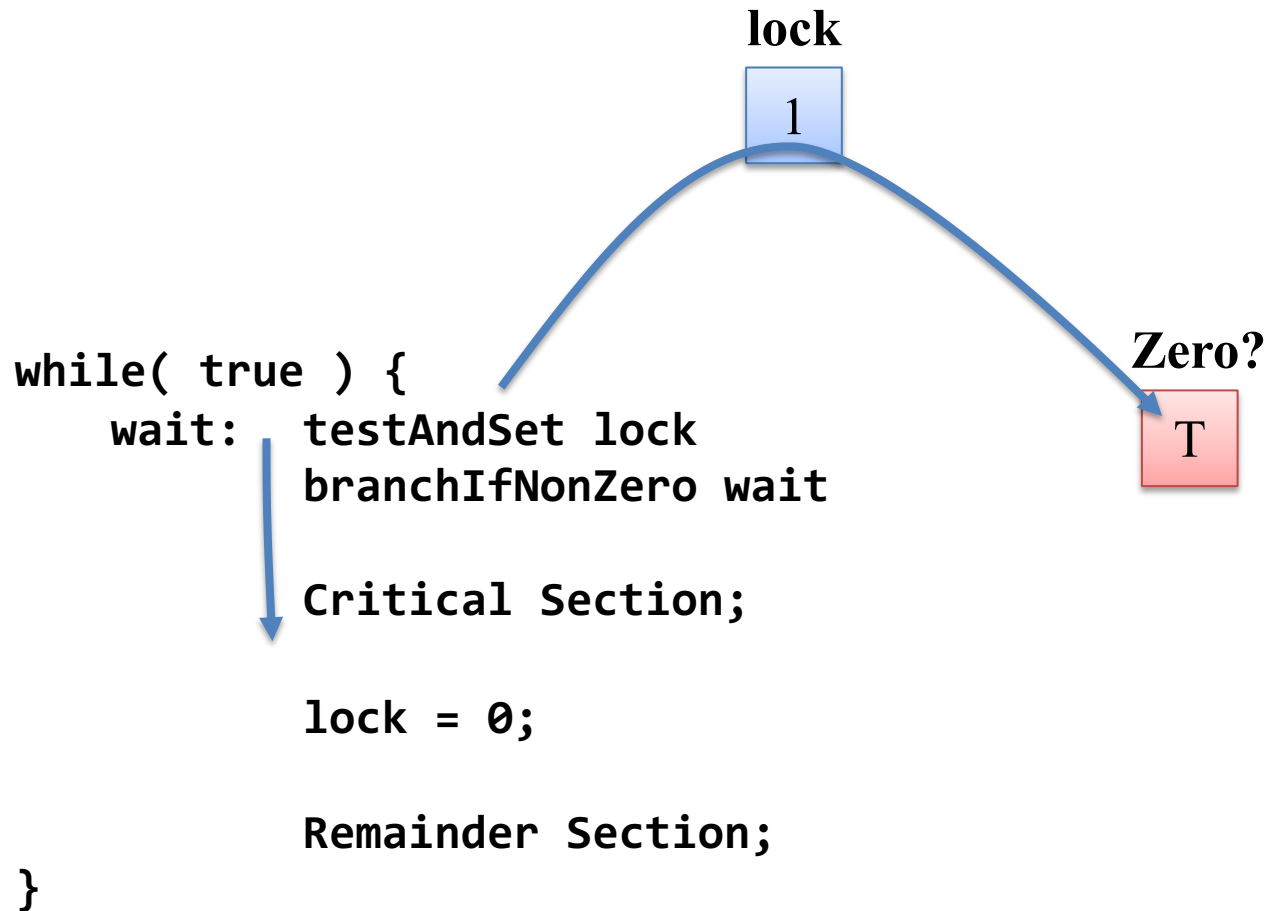 lock
1
Zero?
T
while( true ) {
wait: testAndSet lock
branchIfNonZero wait
Critical Section;
lock = 0;
Remainder Section;
}